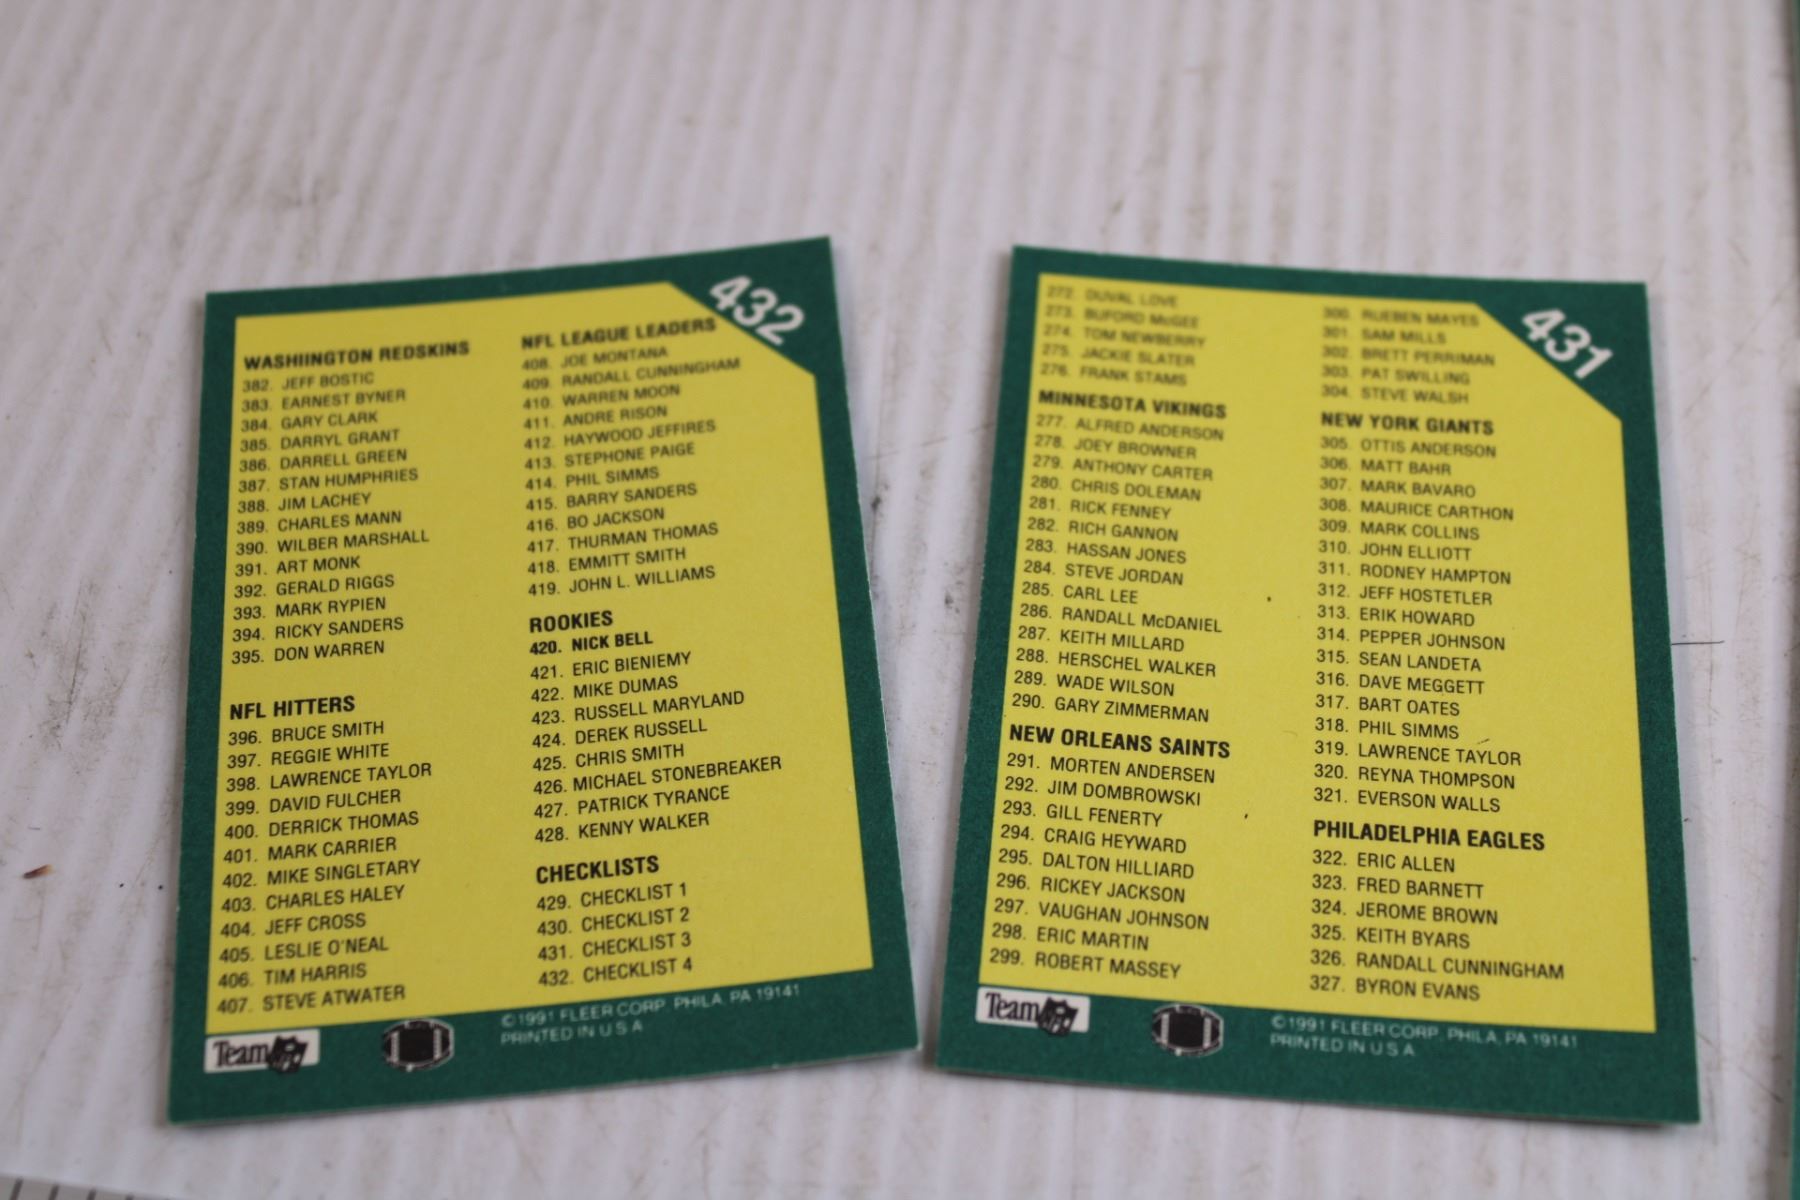 432
WASHIINGTON REDSKINS
382. JEFF BOSTIC
383. EARNEST BYNER
384. GARY CLARK
385. DARRYL GRANT
386. DARRELL GREEN
387. STAN HUMPHRIES
388. JIM LACHEY
389. CHARLES MANN
390. WILBER MARSHALL
391. ART MONK
392. GERALD RIGGS
393. MARK RYPIEN
394. RICKY SANDERS
395. DON WARREN
NFL HITTERS
396. BRUCE SMITH
397. REGGIE WHITE
398. LAWRENCE TAYLOR
399. DAVID FULCHER
400. DERRICK THOMAS
401. MARK CARRIER
402. MIKE SINGLETARY
403. CHARLES HALEY
404. JEFF CROSS
405. LESLIE O'NEAL
406. TIM HARRIS
407. STEVE ATWATER
NFL LEAGUE LEADERS
408. JOE MONTANA
409. RANDALL CUNNINGHAM
410. WARREN MOON
411. ANDRE RISON
412. HAYWOOD JEFFIRES
413. STEPHONE PAIGE
414. PHIL SIMMS
415. BARRY SANDERS
416. BO JACKSON
417. THURMAN THOMAS
418. EMMITT SMITH
419. JOHN L. WILLIAMS
ROOKIES
420. NICK BELL
421. ERIC BIENIEMY
422. MIKE DUMAS
423. RUSSELL MARYLAND
424. DEREK RUSSELL
425. CHRIS SMITH
426. MICHAEL STONEBREAKER
427. PATRICK TYRANCE
428. KENNY WALKER
CHECKLISTS
429. CHECKLIST 1
430. CHECKLIST 2
431. CHECKLIST 3
432. CHECKLIST 4
Team NFL
©1991 FLEER CORP. PHILA, PA 19141
PRINTED IN U S A
431
272. DUVAL LOVE
273. BUFORD McGEE
274. TOM NEWBERRY
275. JACKIE SLATER
276. FRANK STAMS
MINNESOTA VIKINGS
277. ALFRED ANDERSON
278. JOEY BROWNER
279. ANTHONY CARTER
280. CHRIS DOLEMAN
281. RICK FENNEY
282. RICH GANNON
283. HASSAN JONES
284. STEVE JORDAN
285. CARL LEE
286. RANDALL McDANIEL
287. KEITH MILLARD
288. HERSCHEL WALKER
289. WADE WILSON
290. GARY ZIMMERMAN
NEW ORLEANS SAINTS
291. MORTEN ANDERSEN
292. JIM DOMBROWSKI
293. GILL FENERTY
294. CRAIG HEYWARD
295. DALTON HILLIARD
296. RICKEY JACKSON
297. VAUGHAN JOHNSON
298. ERIC MARTIN
299. ROBERT MASSEY
300. RUEBEN MAYES
301. SAM MILLS
302. BRETT PERRIMAN
303. PAT SWILLING
304. STEVE WALSH
NEW YORK GIANTS
305. OTTIS ANDERSON
306. MATT BAHR
307. MARK BAVARO
308. MAURICE CARTHON
309. MARK COLLINS
310. JOHN ELLIOTT
311. RODNEY HAMPTON
312. JEFF HOSTETLER
313. ERIK HOWARD
314. PEPPER JOHNSON
315. SEAN LANDETA
316. DAVE MEGGETT
317. BART OATES
318. PHIL SIMMS
319. LAWRENCE TAYLOR
320. REYNA THOMPSON
321. EVERSON WALLS
PHILADELPHIA EAGLES
322. ERIC ALLEN
323. FRED BARNETT
324. JEROME BROWN
325. KEITH BYARS
326. RANDALL CUNNINGHAM
327. BYRON EVANS
Team NFL
©1991 FLEER CORP. PHILA, PA 19141
PRINTED IN U S A